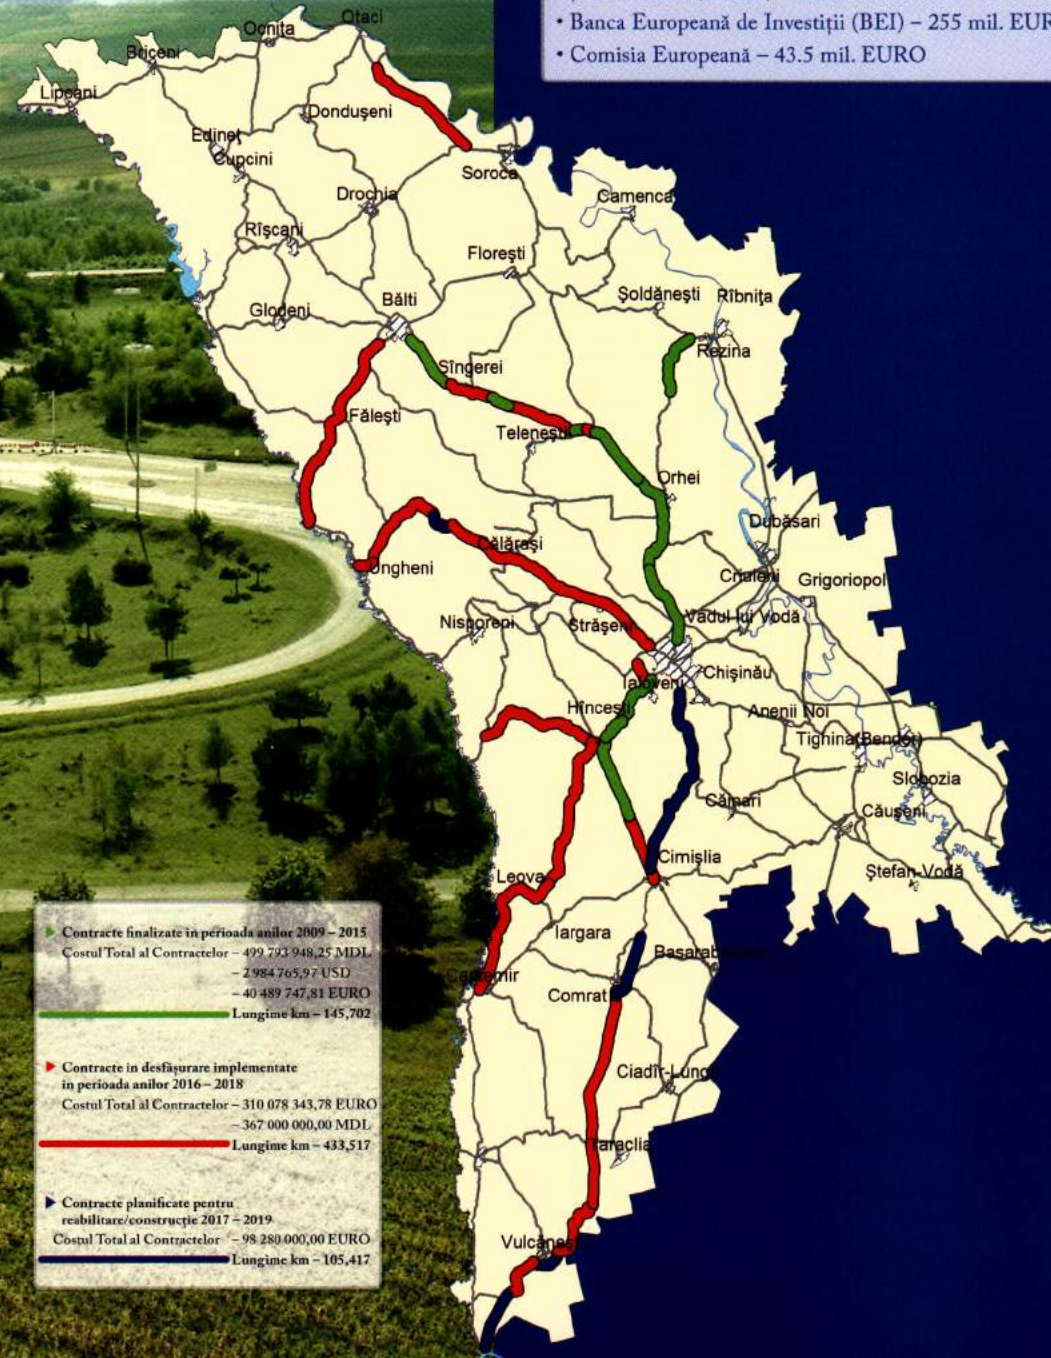 • Banca Europeană de Investiții (BEI) – 255 mil. EUR
• Comisia Europeană – 43.5 mil. EURO
Otaci
Ocnița
Briceni
Lipcani
Dondușeni
Edineț
Cupcini
Soroca
Camenca
Drochia
Rîșcani
Florești
Șoldănești
Rîbnița
Glodeni
Bălti
Rezina
Sîngerei
Fălești
Telenești
Orhei
Dubăsari
Călărași
Ungheni
Criuleni
Grigoriopol
Nisporeni
Strășeni
Vadul lui Vodă
Chișinău
Ialoveni
Hîncești
Anenii Noi
Tighina(Bender)
Slobozia
Căinari
Căușeni
Cimișlia
Ștefan-Vodă
Leova
Iargara
Basarab
Cantemir
Comrat
Ciadîr-Lunga
Taraclia
Vulcănești
Contracte finalizate in perioada anilor 2009 – 2015
Costul Total al Contractelor – 499 793 948,25 MDL
– 2 984 765,97 USD
– 40 489 747,81 EURO
Lungime km – 145,702
Contracte in desfășurare implementate
in perioada anilor 2016 – 2018
Costul Total al Contractelor – 310 078 343,78 EURO
– 367 000 000,00 MDL
Lungime km – 433,517
Contracte planificate pentru
reabilitare/construcție 2017 – 2019
Costul Total al Contractelor – 98 280 000,00 EURO
Lungime km – 105,417